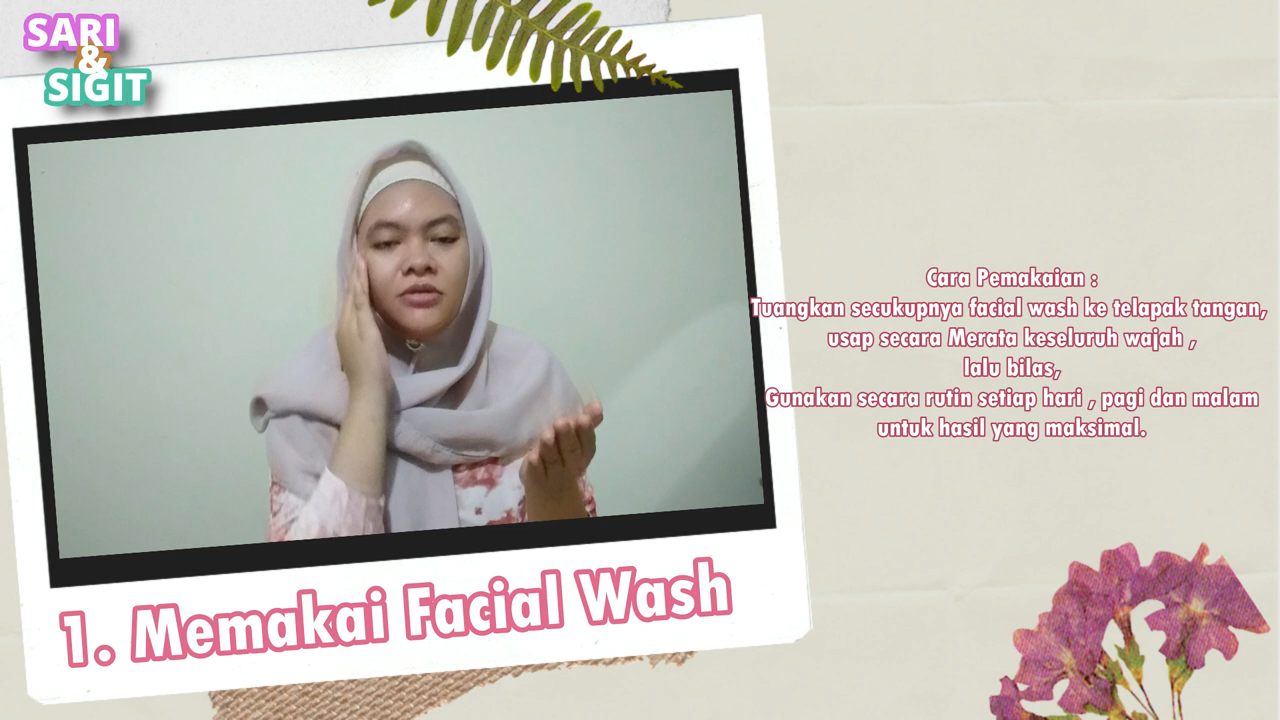 SARI
&
SIGIT
Cara Pemakaian :
Tuangkan secukupnya facial wash ke telapak tangan,
usap secara Merata keseluruh wajah ,
lalu bilas,
Gunakan secara rutin setiap hari , pagi dan malam
untuk hasil yang maksimal.
1. Memakai Facial Wash